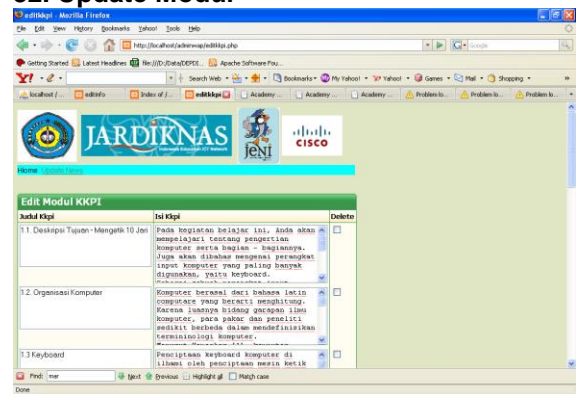 editkkpi - Mozilla Firefox
File Edit View History Bookmarks Yahoo! Tools Help
http://localhost/adminwap/editkkpi.php
Getting Started Latest Headlines file:///D:/Data/DEPDI... Apache Software Fou...
Y! Search Web Bookmarks My Yahoo! Yahoo! Games Mail Shopping
localhost / ... editinfo Index of /... editkkpi Academy ... Academy ... Academy ... Problem lo... Problem lo... Problem lo...
JARDIKNAS JENI CISCO
Home Update News
Edit Modul KKPI
Judul Kkpi Isi Kkpi Delete
1.1. Deskripsi Tujuan - Mengetik 10 Jari
Pada kegiatan belajar ini, Anda akan
mempelajari tentang pengertian
komputer serta bagian - bagiannya.
Juga akan dibahas mengenai perangkat
input komputer yang paling banyak
digunakan, yaitu keyboard.
1.2. Organisasi Komputer
Komputer berasal dari bahasa latin
computare yang berarti menghitung.
Karena luasnya bidang garapan ilmu
komputer, para pakar dan peneliti
sedikit berbeda dalam mendefinisikan
termininologi komputer.
1.3 Keyboard
Penciptaan keyboard komputer di
ilhami oleh penciptaan mesin ketik
Find: mar Next Previous Highlight all Match case
Done